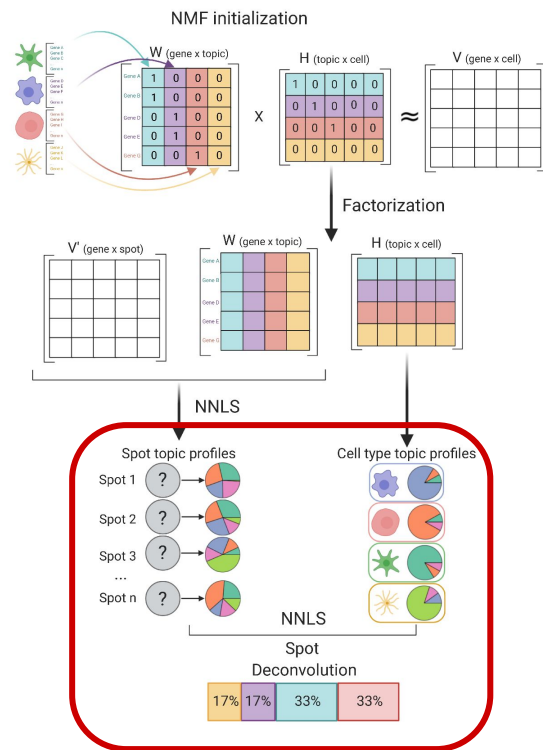 NMF initialization
W (gene x topic)
H (topic x cell)
V (gene x cell)
Gene A
Gene B
Gene D
Gene E
Gene G
1 0 0 0
1 0 0 0
0 1 0 0
0 1 0 0
0 0 1 0
X
1 0 0 0 0
0 1 0 0 0
0 0 1 0 0
0 0 0 0 0
≈
Factorization
V' (gene x spot)
W (gene x topic)
H (topic x cell)
Gene A
Gene B
Gene D
Gene E
Gene G
NNLS
Spot topic profiles
Cell type topic profiles
Spot 1
?
Spot 2
?
Spot 3
?
...
Spot n
?
NNLS
Spot
Deconvolution
17% 17% 33% 33%